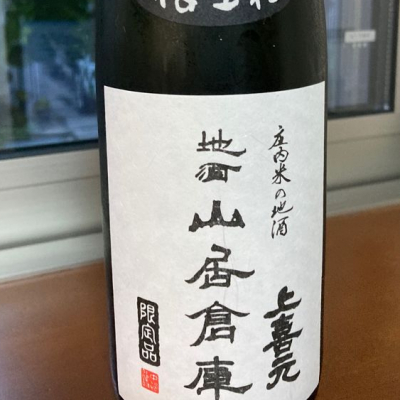 庄内米の地酒
地酒 山居倉庫
上喜元
限定品